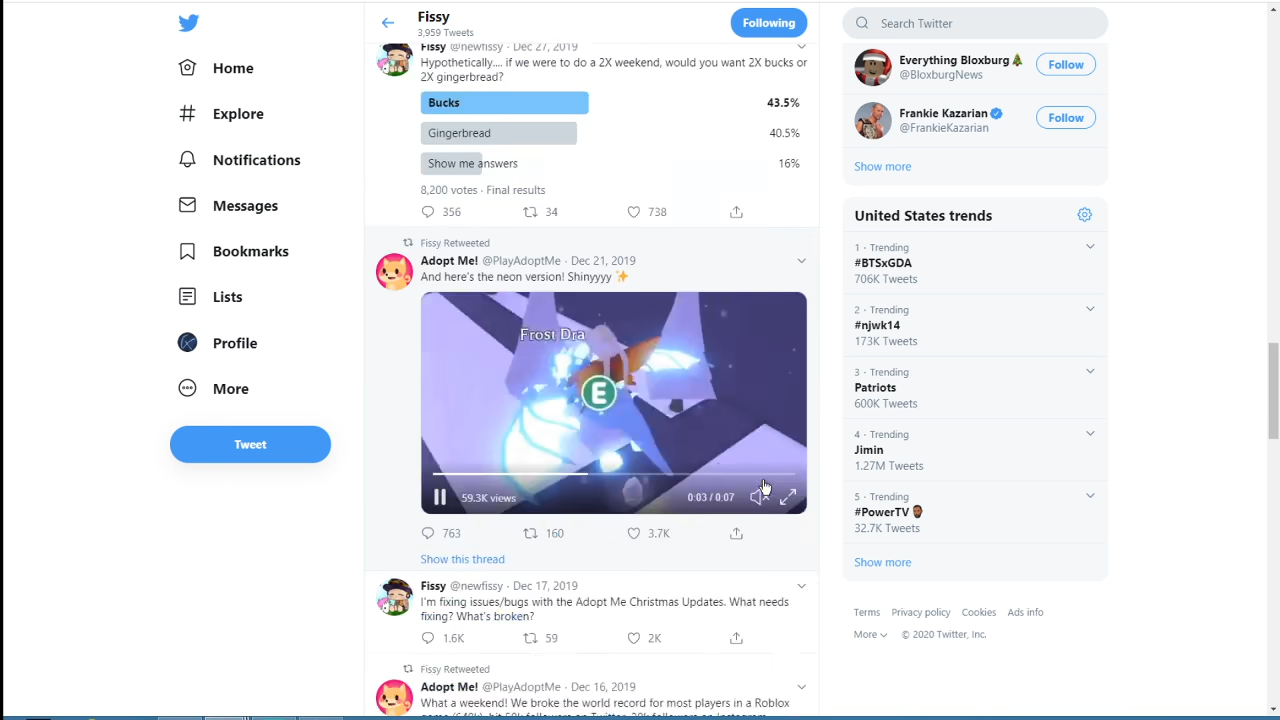 Home
Explore
Notifications
Messages
Bookmarks
Lists
Profile
More
Tweet
Fissy
3,959 Tweets
Following
Fissy @newfissy · Dec 27, 2019
Hypothetically.... if we were to do a 2X weekend, would you want 2X bucks or
2X gingerbread?
Bucks 43.5%
Gingerbread 40.5%
Show me answers 16%
8,200 votes · Final results
356 34 738
Fissy Retweeted
Adopt Me! @PlayAdoptMe · Dec 21, 2019
And here's the neon version! Shinyyyy ✨
Frost Dra
E
59.3K views 0:03 / 0:07
763 160 3.7K
Show this thread
Fissy @newfissy · Dec 17, 2019
I'm fixing issues/bugs with the Adopt Me Christmas Updates. What needs
fixing? What's broken?
1.6K 59 2K
Fissy Retweeted
Adopt Me! @PlayAdoptMe · Dec 16, 2019
What a weekend! We broke the world record for most players in a Roblox
Search Twitter
Everything Bloxburg🎄
@BloxburgNews
Follow
Frankie Kazarian
@FrankieKazarian
Follow
Show more
United States trends
1 · Trending
#BTSxGDA
706K Tweets
2 · Trending
#njwk14
173K Tweets
3 · Trending
Patriots
600K Tweets
4 · Trending
Jimin
1.27M Tweets
5 · Trending
#PowerTV
32.7K Tweets
Show more
Terms Privacy policy Cookies Ads info
More © 2020 Twitter, Inc.